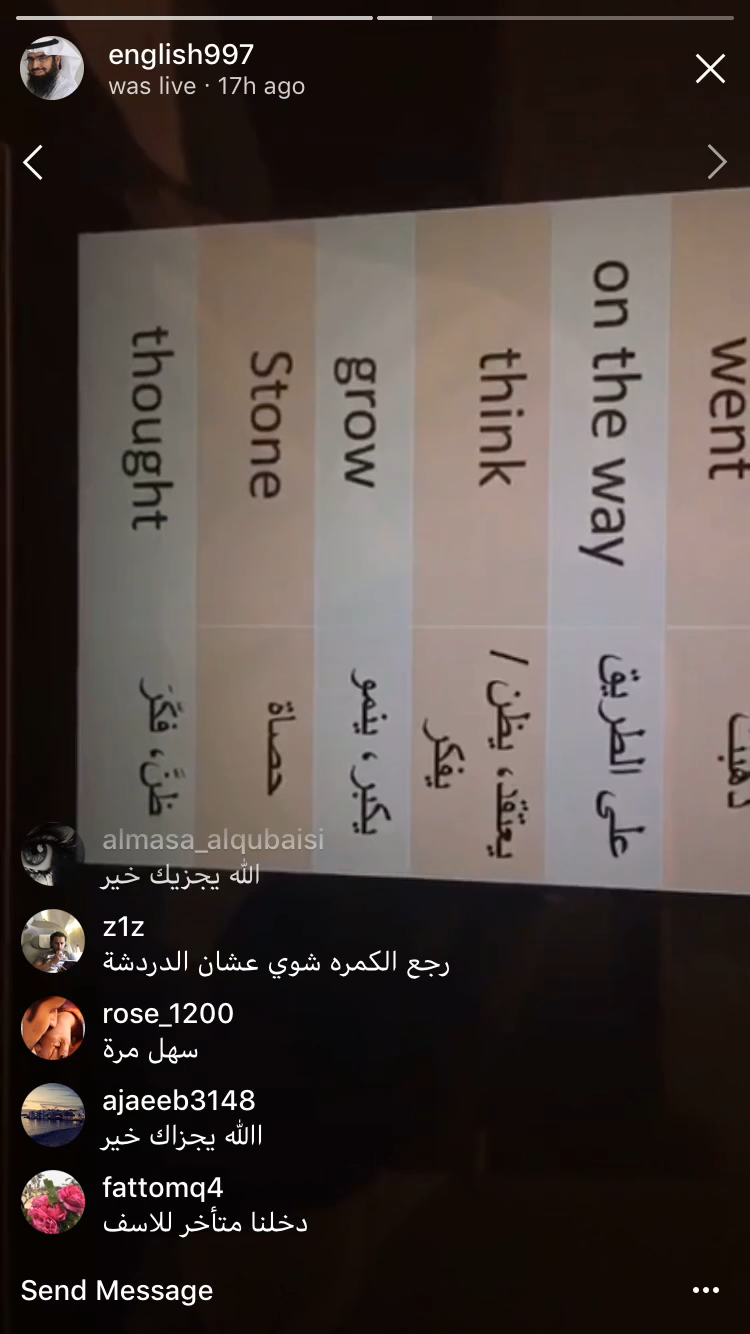 english997
was live · 17h ago
went
ذهبت
on the way
على الطريق
think
يعتقد، يظن /
يفكر
grow
يكبر، ينمو
Stone
حصاة
thought
ظنَّ، فكَّرَ
almasa_alqubaisi
الله يجزيك خير
z1z
رجع الكمره شوي عشان الدردشة
rose_1200
سهل مرة
ajaeeb3148
االله يجزاك خير
fattomq4
دخلنا متأخر للاسف
Send Message